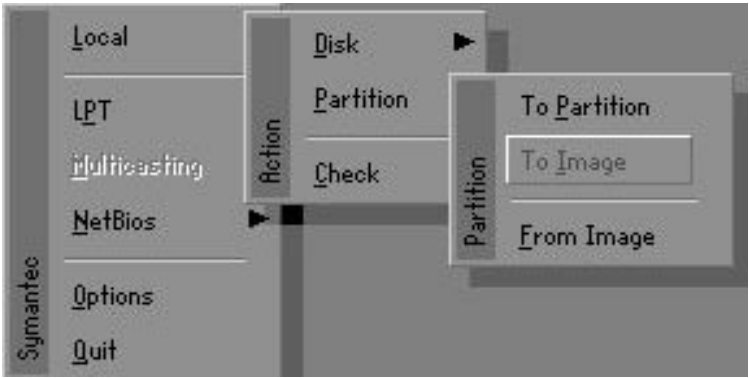 Symantec
Local
LPT
Multicasting
NetBios
Options
Quit
Action
Disk
Partition
Check
Partition
To Partition
To Image
From Image